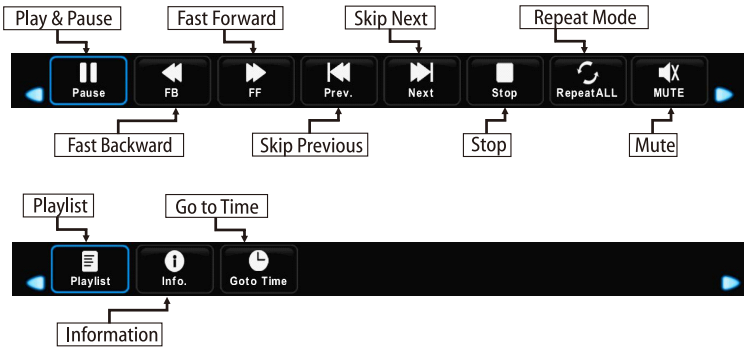 Play & Pause
Fast Forward
Skip Next
Repeat Mode
Pause
FB
FF
Prev.
Next
Stop
RepeatALL
MUTE
Fast Backward
Skip Previous
Stop
Mute
Playlist
Go to Time
Playlist
Info.
Goto Time
Information